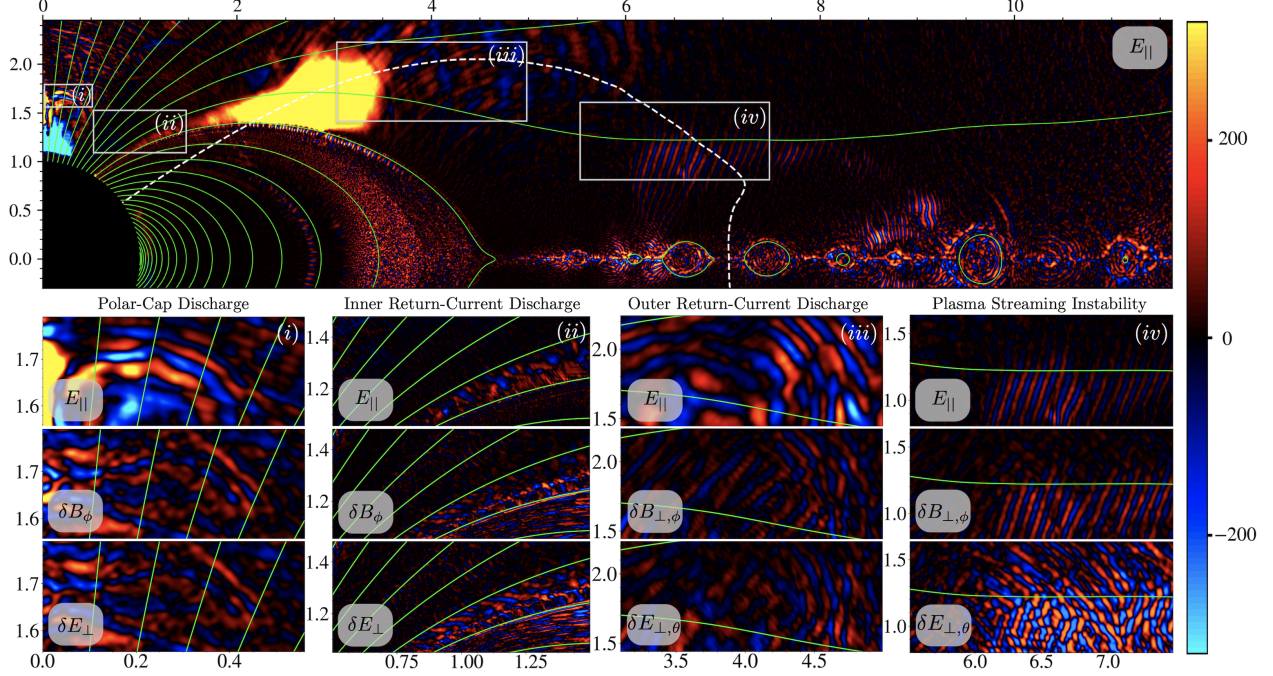 0 2 4 6 8 10
2.0
1.5
1.0
0.5
0.0
(i)
(ii)
(iii)
(iv)
E||
200
0
−200
Polar-Cap Discharge Inner Return-Current Discharge Outer Return-Current Discharge Plasma Streaming Instability
(i)
1.7
1.6
E||
1.7
1.6
δBϕ
1.7
1.6
δE⊥
0.0 0.2 0.4
(ii)
1.4
1.2
E||
1.4
1.2
δBϕ
1.4
1.2
δE⊥
0.75 1.00 1.25
(iii)
2.0
1.5
E||
2.0
1.5
δB⊥,ϕ
2.0
1.5
δE⊥,θ
3.5 4.0 4.5
(iv)
1.5
1.0
E||
1.5
1.0
δB⊥,ϕ
1.5
1.0
δE⊥,θ
6.0 6.5 7.0